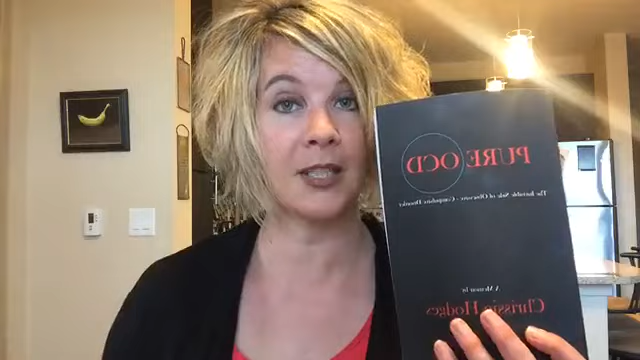 PURE OCD
The Invisible Side of Obsessive - Compulsive Disorder
A Memoir by
Chrissie Hodges